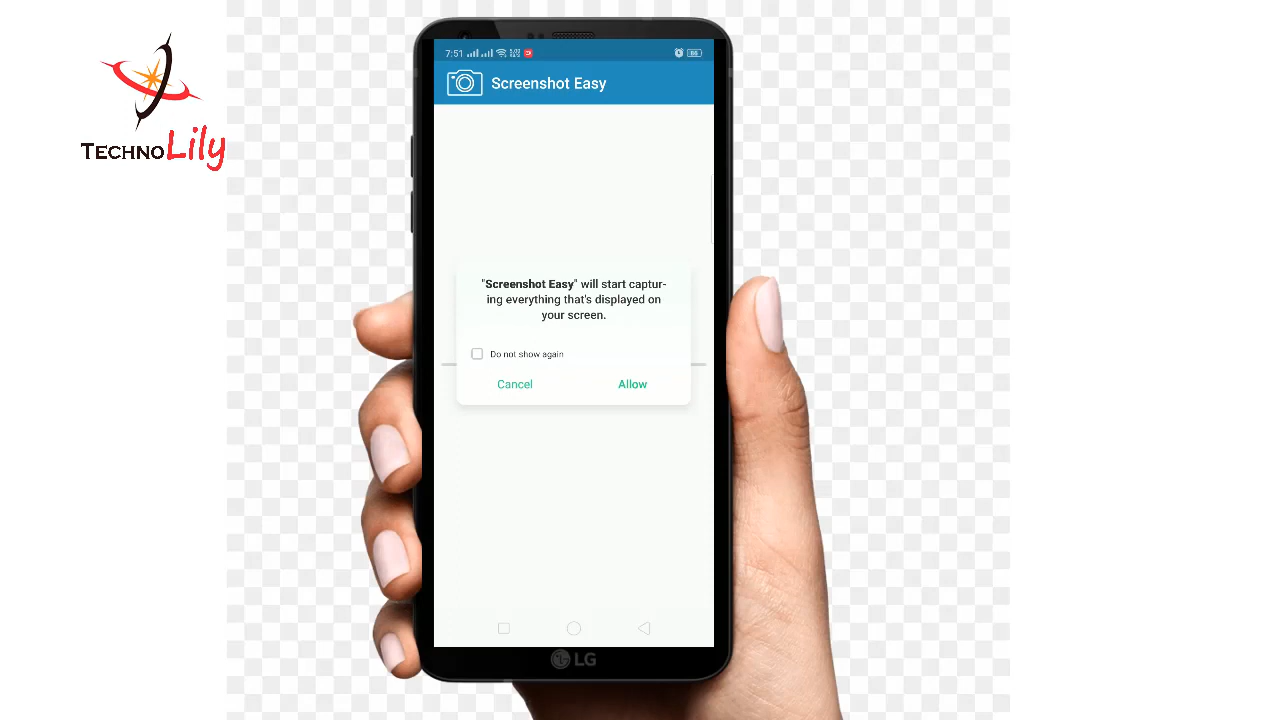 TECHNOLily
7:51
Screenshot Easy
"Screenshot Easy" will start captur-
ing everything that's displayed on
your screen.
Do not show again
Cancel
Allow
LG